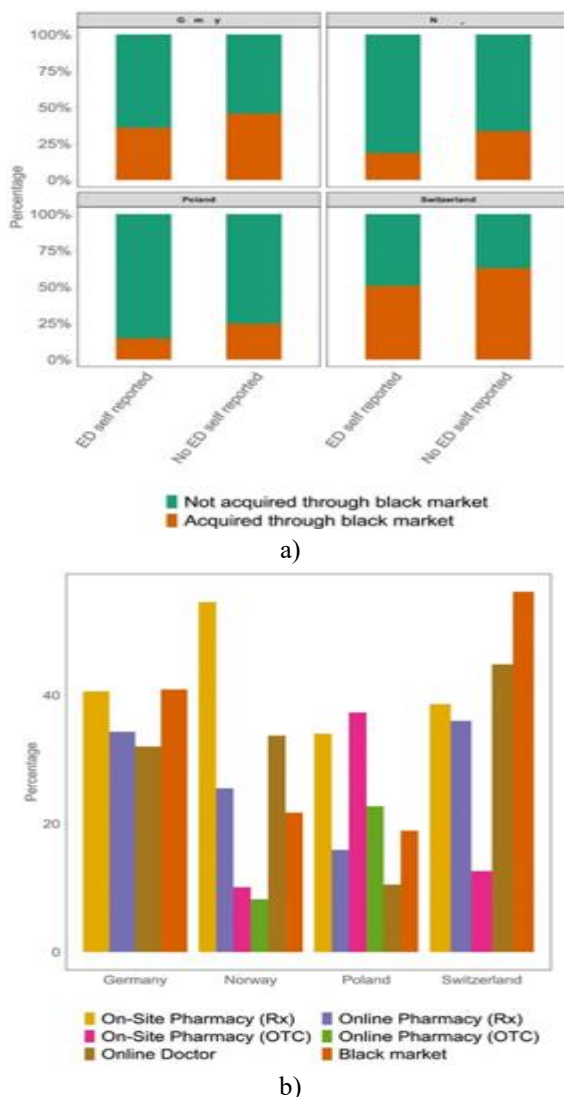 100%
75%
50%
25%
0%
Poland
Switzerland
100%
75%
50%
25%
0%
Percentage
ED self reported
No ED self reported
ED self reported
No ED self reported
Not acquired through black market
Acquired through black market
a)
40
20
0
Percentage
Germany
Norway
Poland
Switzerland
On-Site Pharmacy (Rx)
Online Pharmacy (Rx)
On-Site Pharmacy (OTC)
Online Pharmacy (OTC)
Online Doctor
Black market
b)